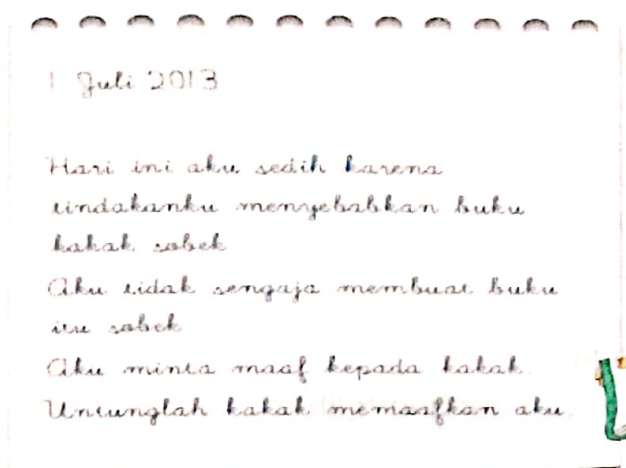 1 Juli 2013
Hari ini aku sedih karena
tindakanku menyebabkan buku
kakak sobek
Aku tidak sengaja membuat buku
itu sobek
Aku minta maaf kepada kakak.
Untunglah kakak memaafkan aku.